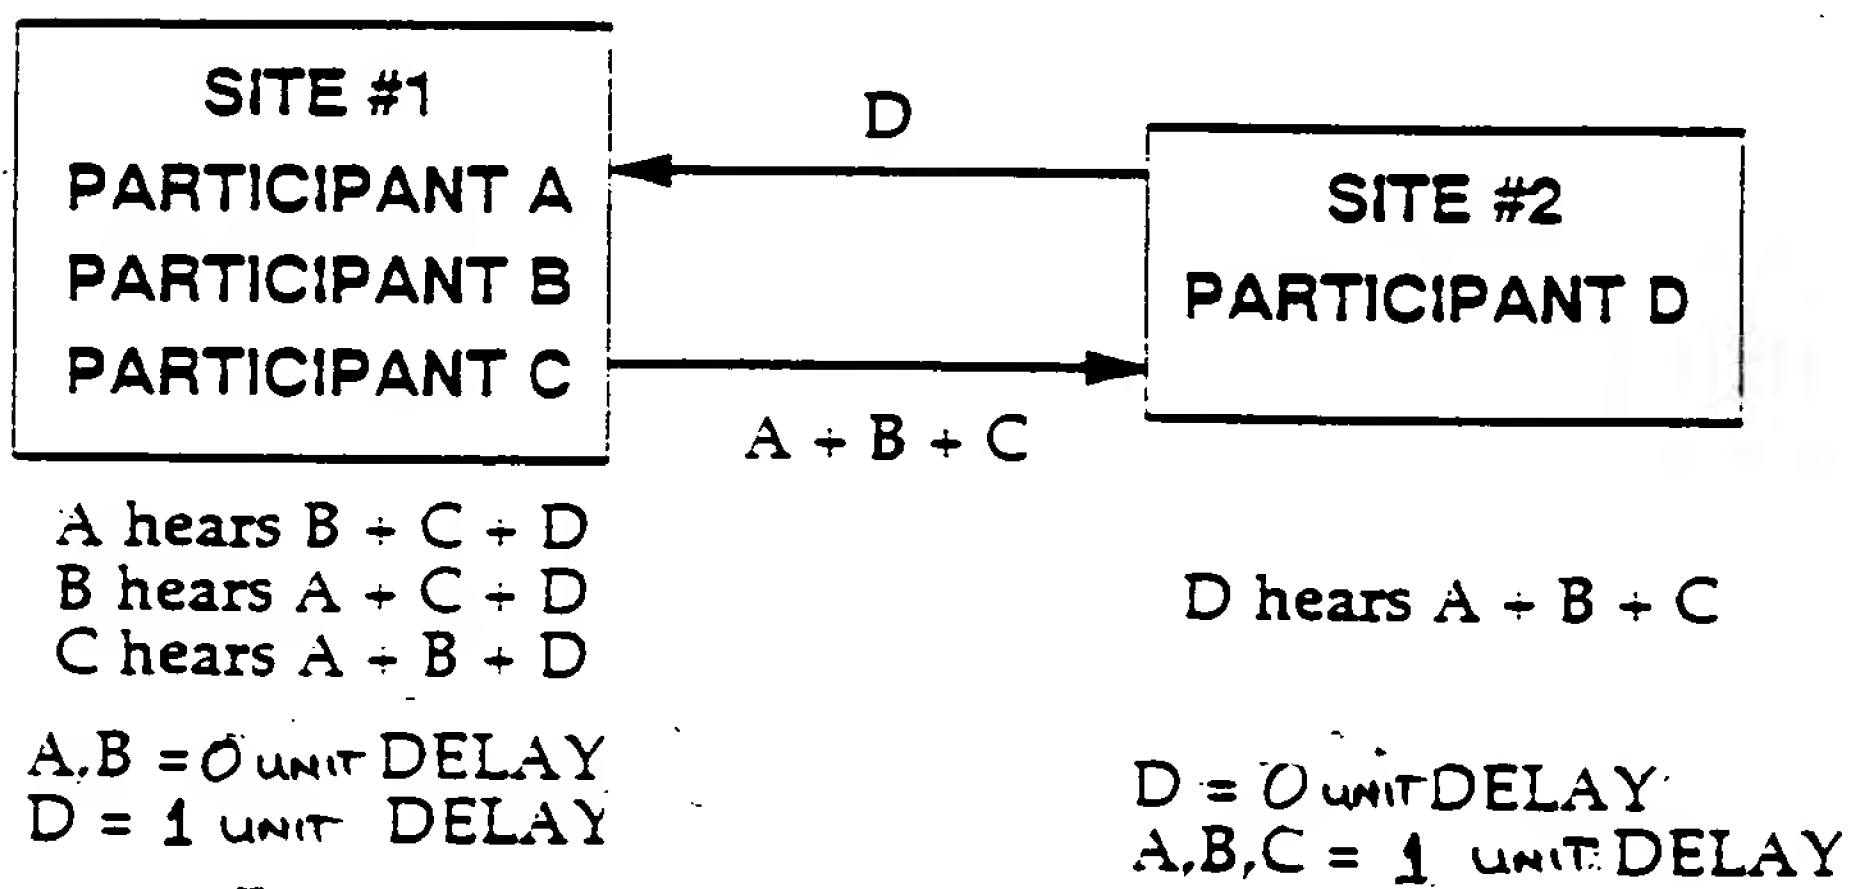 SITE #1
PARTICIPANT A
PARTICIPANT B
PARTICIPANT C
D
A + B + C
SITE #2
PARTICIPANT D
A hears B + C + D
B hears A + C + D
C hears A + B + D
A,B = 0 UNIT DELAY
D = 1 UNIT DELAY
D hears A + B + C
D = 0 UNIT DELAY
A,B,C = 1 UNIT DELAY